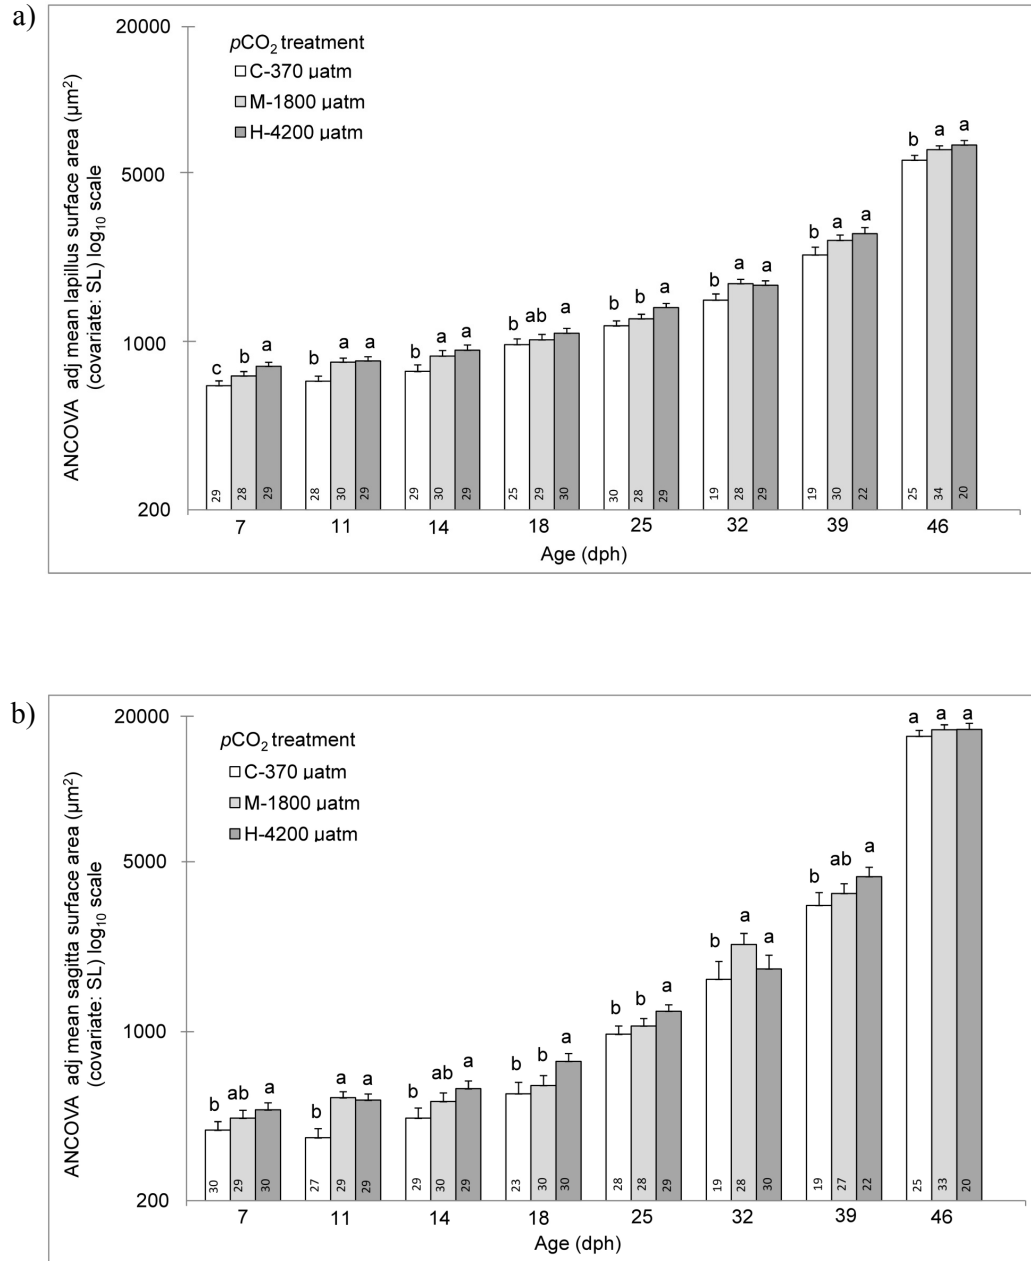 a)
20000
5000
1000
200
ANCOVA adj mean lapillus surface area (µm²)
(covariate: SL) log₁₀ scale
pCO₂ treatment
C-370 µatm
M-1800 µatm
H-4200 µatm
c b a b a a b a a b ab a b b a b a a b a a b a a
29 28 29 28 30 29 29 30 29 25 29 30 30 28 29 19 28 29 19 30 22 25 34 20
7 11 14 18 25 32 39 46
Age (dph)
b)
20000
5000
1000
200
ANCOVA adj mean sagitta surface area (µm²)
(covariate: SL) log₁₀ scale
pCO₂ treatment
C-370 µatm
M-1800 µatm
H-4200 µatm
b ab a b a a b ab a b b a b b a b a a b ab a a a a
30 29 30 27 29 29 29 30 29 23 30 30 28 28 29 19 28 30 19 27 22 25 33 20
7 11 14 18 25 32 39 46
Age (dph)